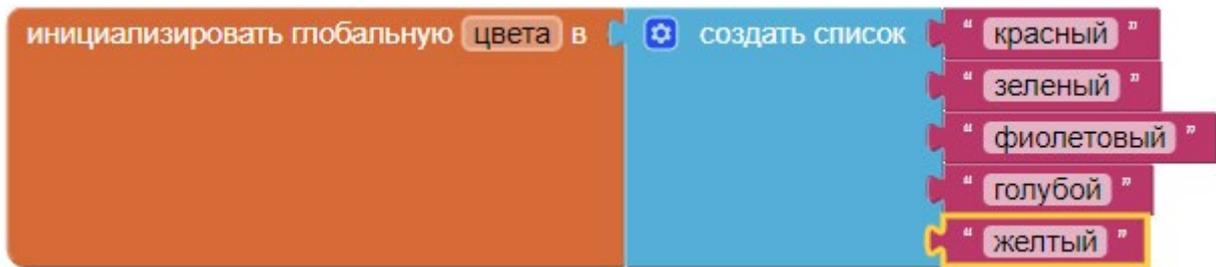 инициализировать глобальную цвета в создать список " красный "
" зеленый "
" фиолетовый "
" голубой "
" желтый "